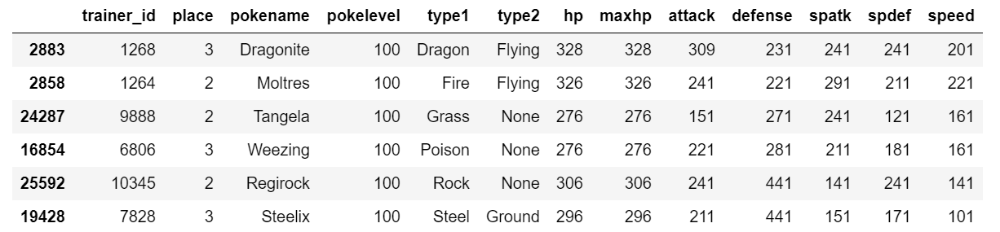 trainer_id place pokename pokelevel type1 type2 hp maxhp attack defense spatk spdef speed
2883 1268 3 Dragonite 100 Dragon Flying 328 328 309 231 241 241 201
2858 1264 2 Moltres 100 Fire Flying 326 326 241 221 291 211 221
24287 9888 2 Tangela 100 Grass None 276 276 151 271 241 121 161
16854 6806 3 Weezing 100 Poison None 276 276 221 281 211 181 161
25592 10345 2 Regirock 100 Rock None 306 306 241 441 141 241 141
19428 7828 3 Steelix 100 Steel Ground 296 296 211 441 151 171 101